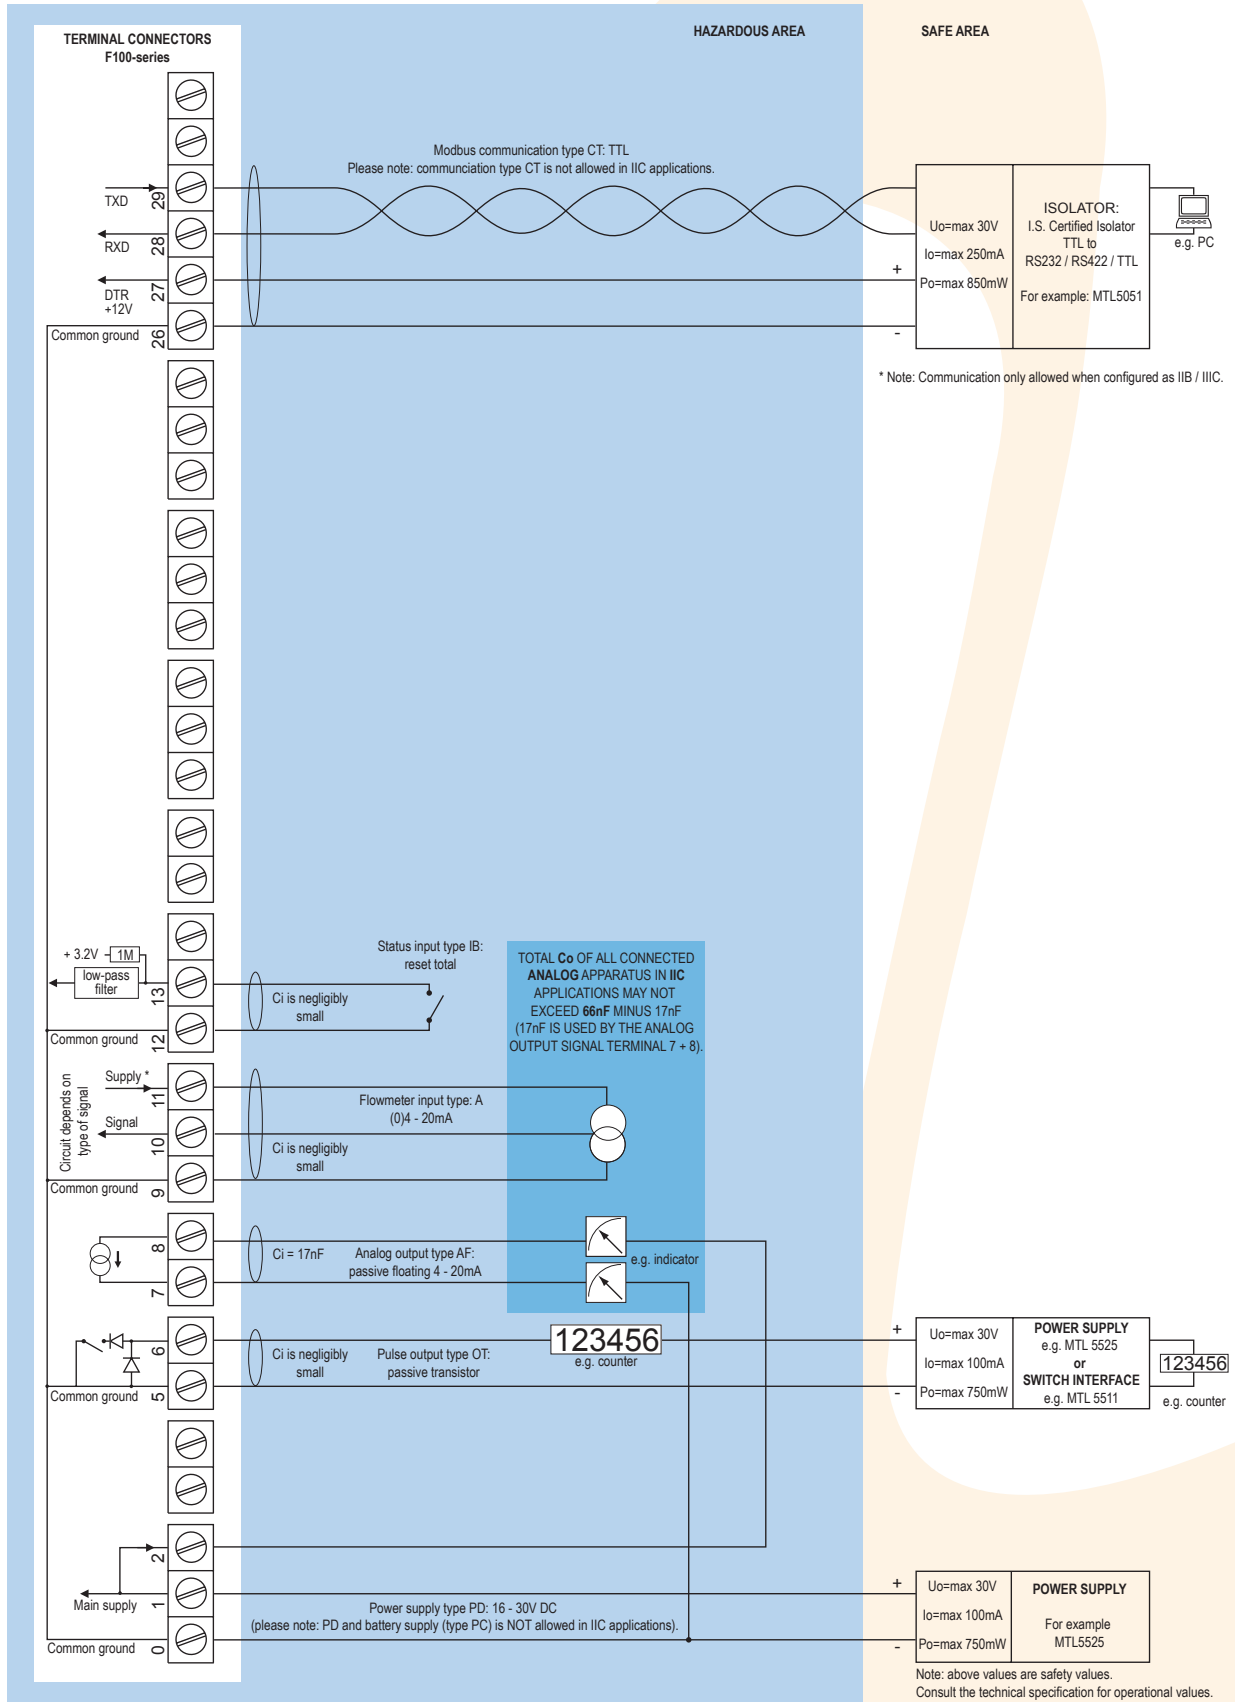 HAZARDOUS AREA
SAFE AREA
TERMINAL CONNECTORS
F100-series
Modbus communication type CT: TTL
Please note: communciation type CT is not allowed in IIC applications.
TXD
29
RXD
28
DTR
+12V
27
Common ground
26
+
-
Uo=max 30V
Io=max 250mA
Po=max 850mW
ISOLATOR:
I.S. Certified Isolator
TTL to
RS232 / RS422 / TTL
For example: MTL5051
e.g. PC
* Note: Communication only allowed when configured as IIB / IIIC.
+ 3.2V
1M
low-pass
filter
13
Common ground
12
Ci is negligibly
small
Status input type IB:
reset total
TOTAL Co OF ALL CONNECTED
ANALOG APPARATUS IN IIC
APPLICATIONS MAY NOT
EXCEED 66nF MINUS 17nF
(17nF IS USED BY THE ANALOG
OUTPUT SIGNAL TERMINAL 7 + 8).
Circuit depends on
type of signal
Supply *
11
Signal
10
Common ground
9
Flowmeter input type: A
(0)4 - 20mA
Ci is negligibly
small
8
7
Ci = 17nF
Analog output type AF:
passive floating 4 - 20mA
e.g. indicator
6
Common ground
5
Ci is negligibly
small
Pulse output type OT:
passive transistor
123456
e.g. counter
+
-
Uo=max 30V
Io=max 100mA
Po=max 750mW
POWER SUPPLY
e.g. MTL 5525
or
SWITCH INTERFACE
e.g. MTL 5511
123456
e.g. counter
2
Main supply
1
Common ground
0
Power supply type PD: 16 - 30V DC
(please note: PD and battery supply (type PC) is NOT allowed in IIC applications).
+
-
Uo=max 30V
Io=max 100mA
Po=max 750mW
POWER SUPPLY
For example
MTL5525
Note: above values are safety values.
Consult the technical specification for operational values.